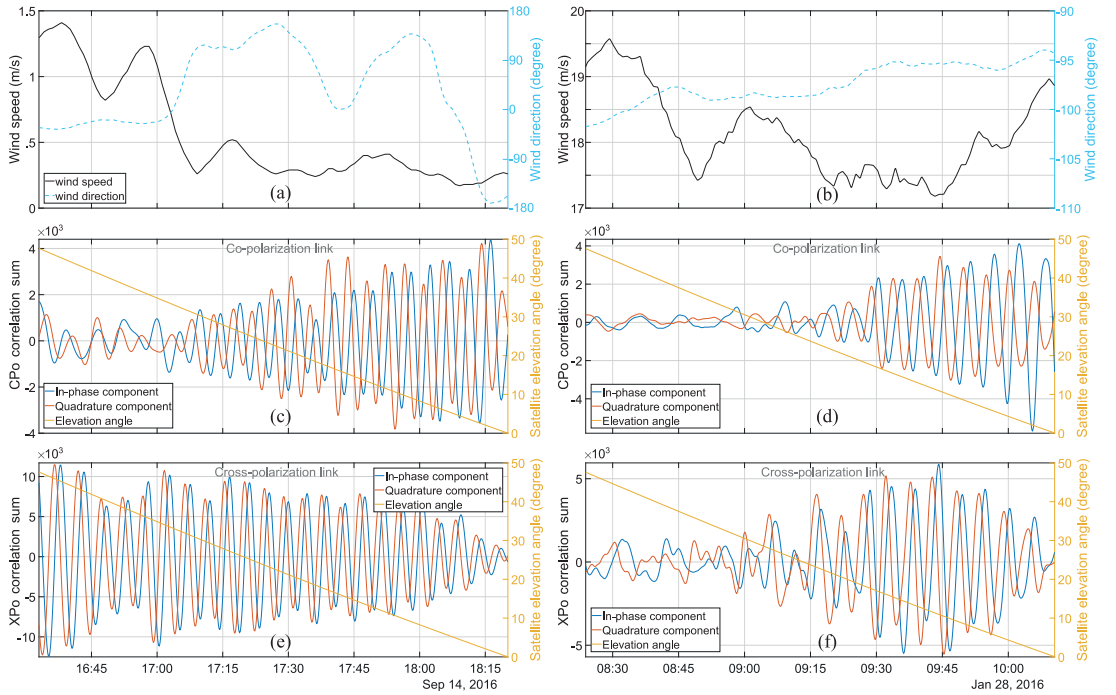 1.5
1
.5
0
Wind speed (m/s)
180
90
0
-90
-180
Wind direction (degree)
wind speed
wind direction
(a)
20
19
18
17
Wind speed (m/s)
-90
-95
-100
-105
-110
Wind direction (degree)
(b)
×10³
4
2
0
-2
-4
CPo correlation sum
Co-polarization link
50
40
30
20
10
0
Satellite elevation angle (degree)
In-phase component
Quadrature component
Elevation angle
(c)
×10³
4
2
0
-2
-4
CPo correlation sum
Co-polarization link
50
40
30
20
10
0
Satellite elevation angle (degree)
In-phase component
Quadrature component
Elevation angle
(d)
×10³
10
5
0
-5
-10
XPo correlation sum
Cross-polarization link
50
40
30
20
10
0
Satellite elevation angle (degree)
In-phase component
Quadrature component
Elevation angle
(e)
16:45
17:00
17:15
17:30
17:45
18:00
18:15
Sep 14, 2016
×10³
5
0
-5
XPo correlation sum
Cross-polarization link
50
40
30
20
10
0
Satellite elevation angle (degree)
In-phase component
Quadrature component
Elevation angle
(f)
08:30
08:45
09:00
09:15
09:30
09:45
10:00
Jan 28, 2016